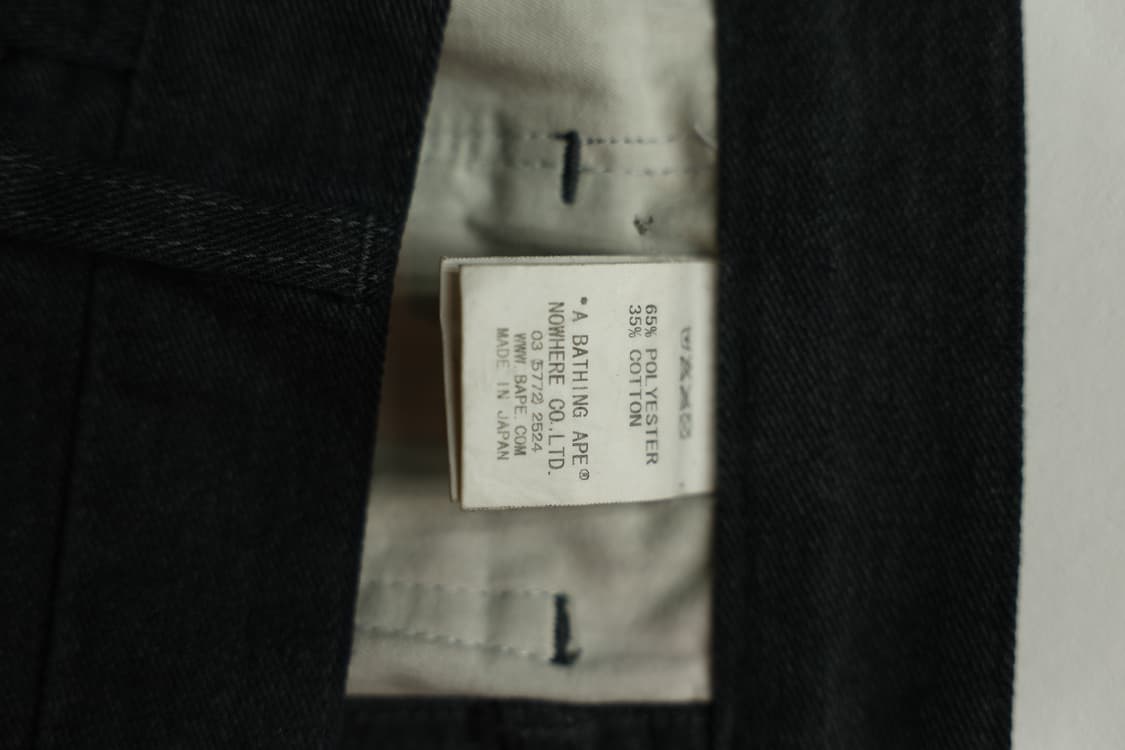 65% POLYESTER
35% COTTON
*A BATHING APE®
NOWHERE CO.,LTD.
03 (5772) 2524
WWW.BAPE.COM
MADE IN JAPAN